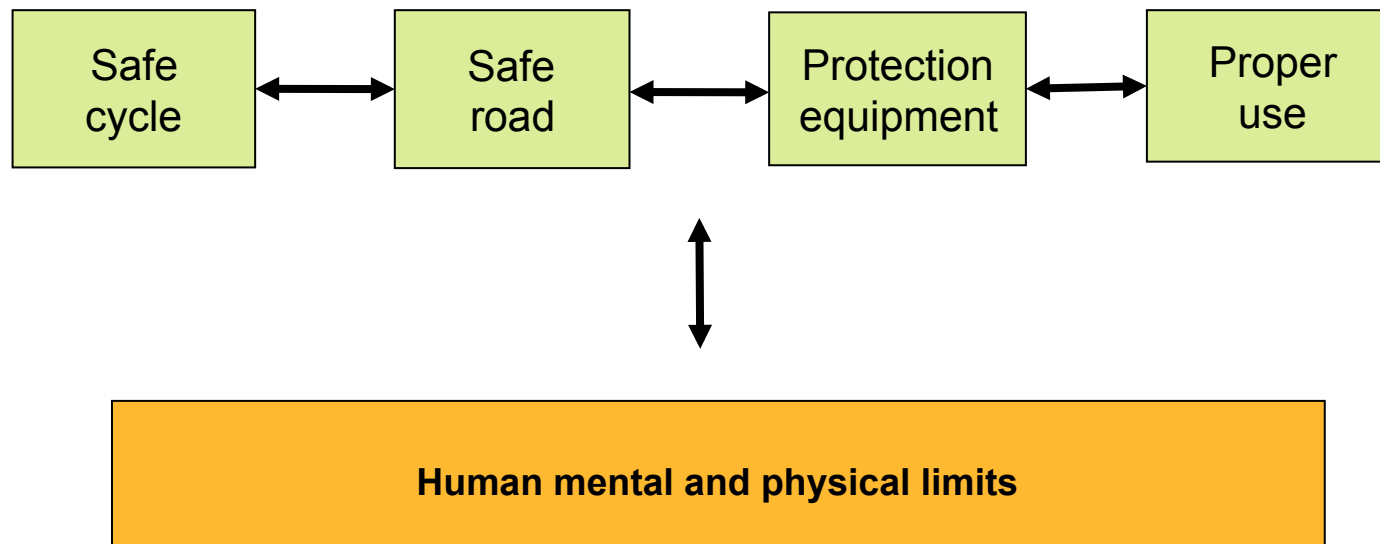 Safe
cycle
Safe
road
Protection
equipment
Proper
use
Human mental and physical limits